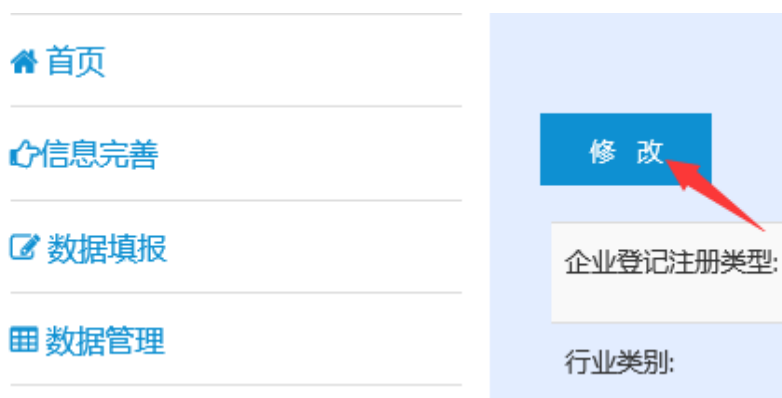 首页
信息完善
数据填报
数据管理
修 改
企业登记注册类型:
行业类别: